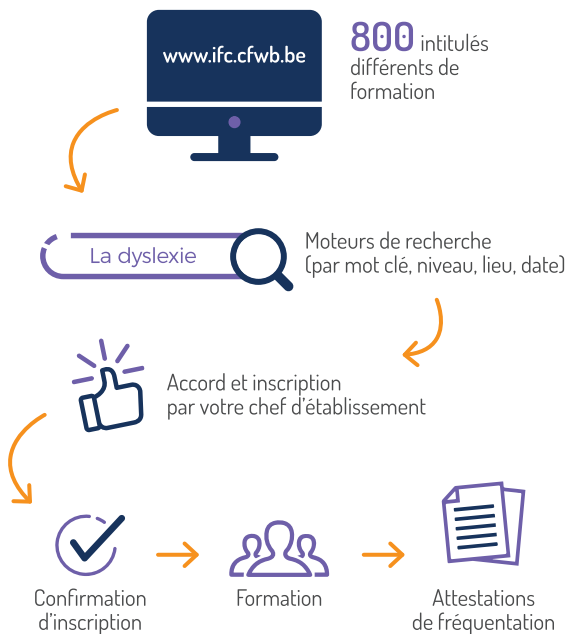 www.ifc.cfwb.be
800 intitulés
différents de
formation
La dyslexie
Moteurs de recherche
(par mot clé, niveau, lieu, date)
Accord et inscription
par votre chef d'établissement
Confirmation
d'inscription
Formation
Attestations
de fréquentation